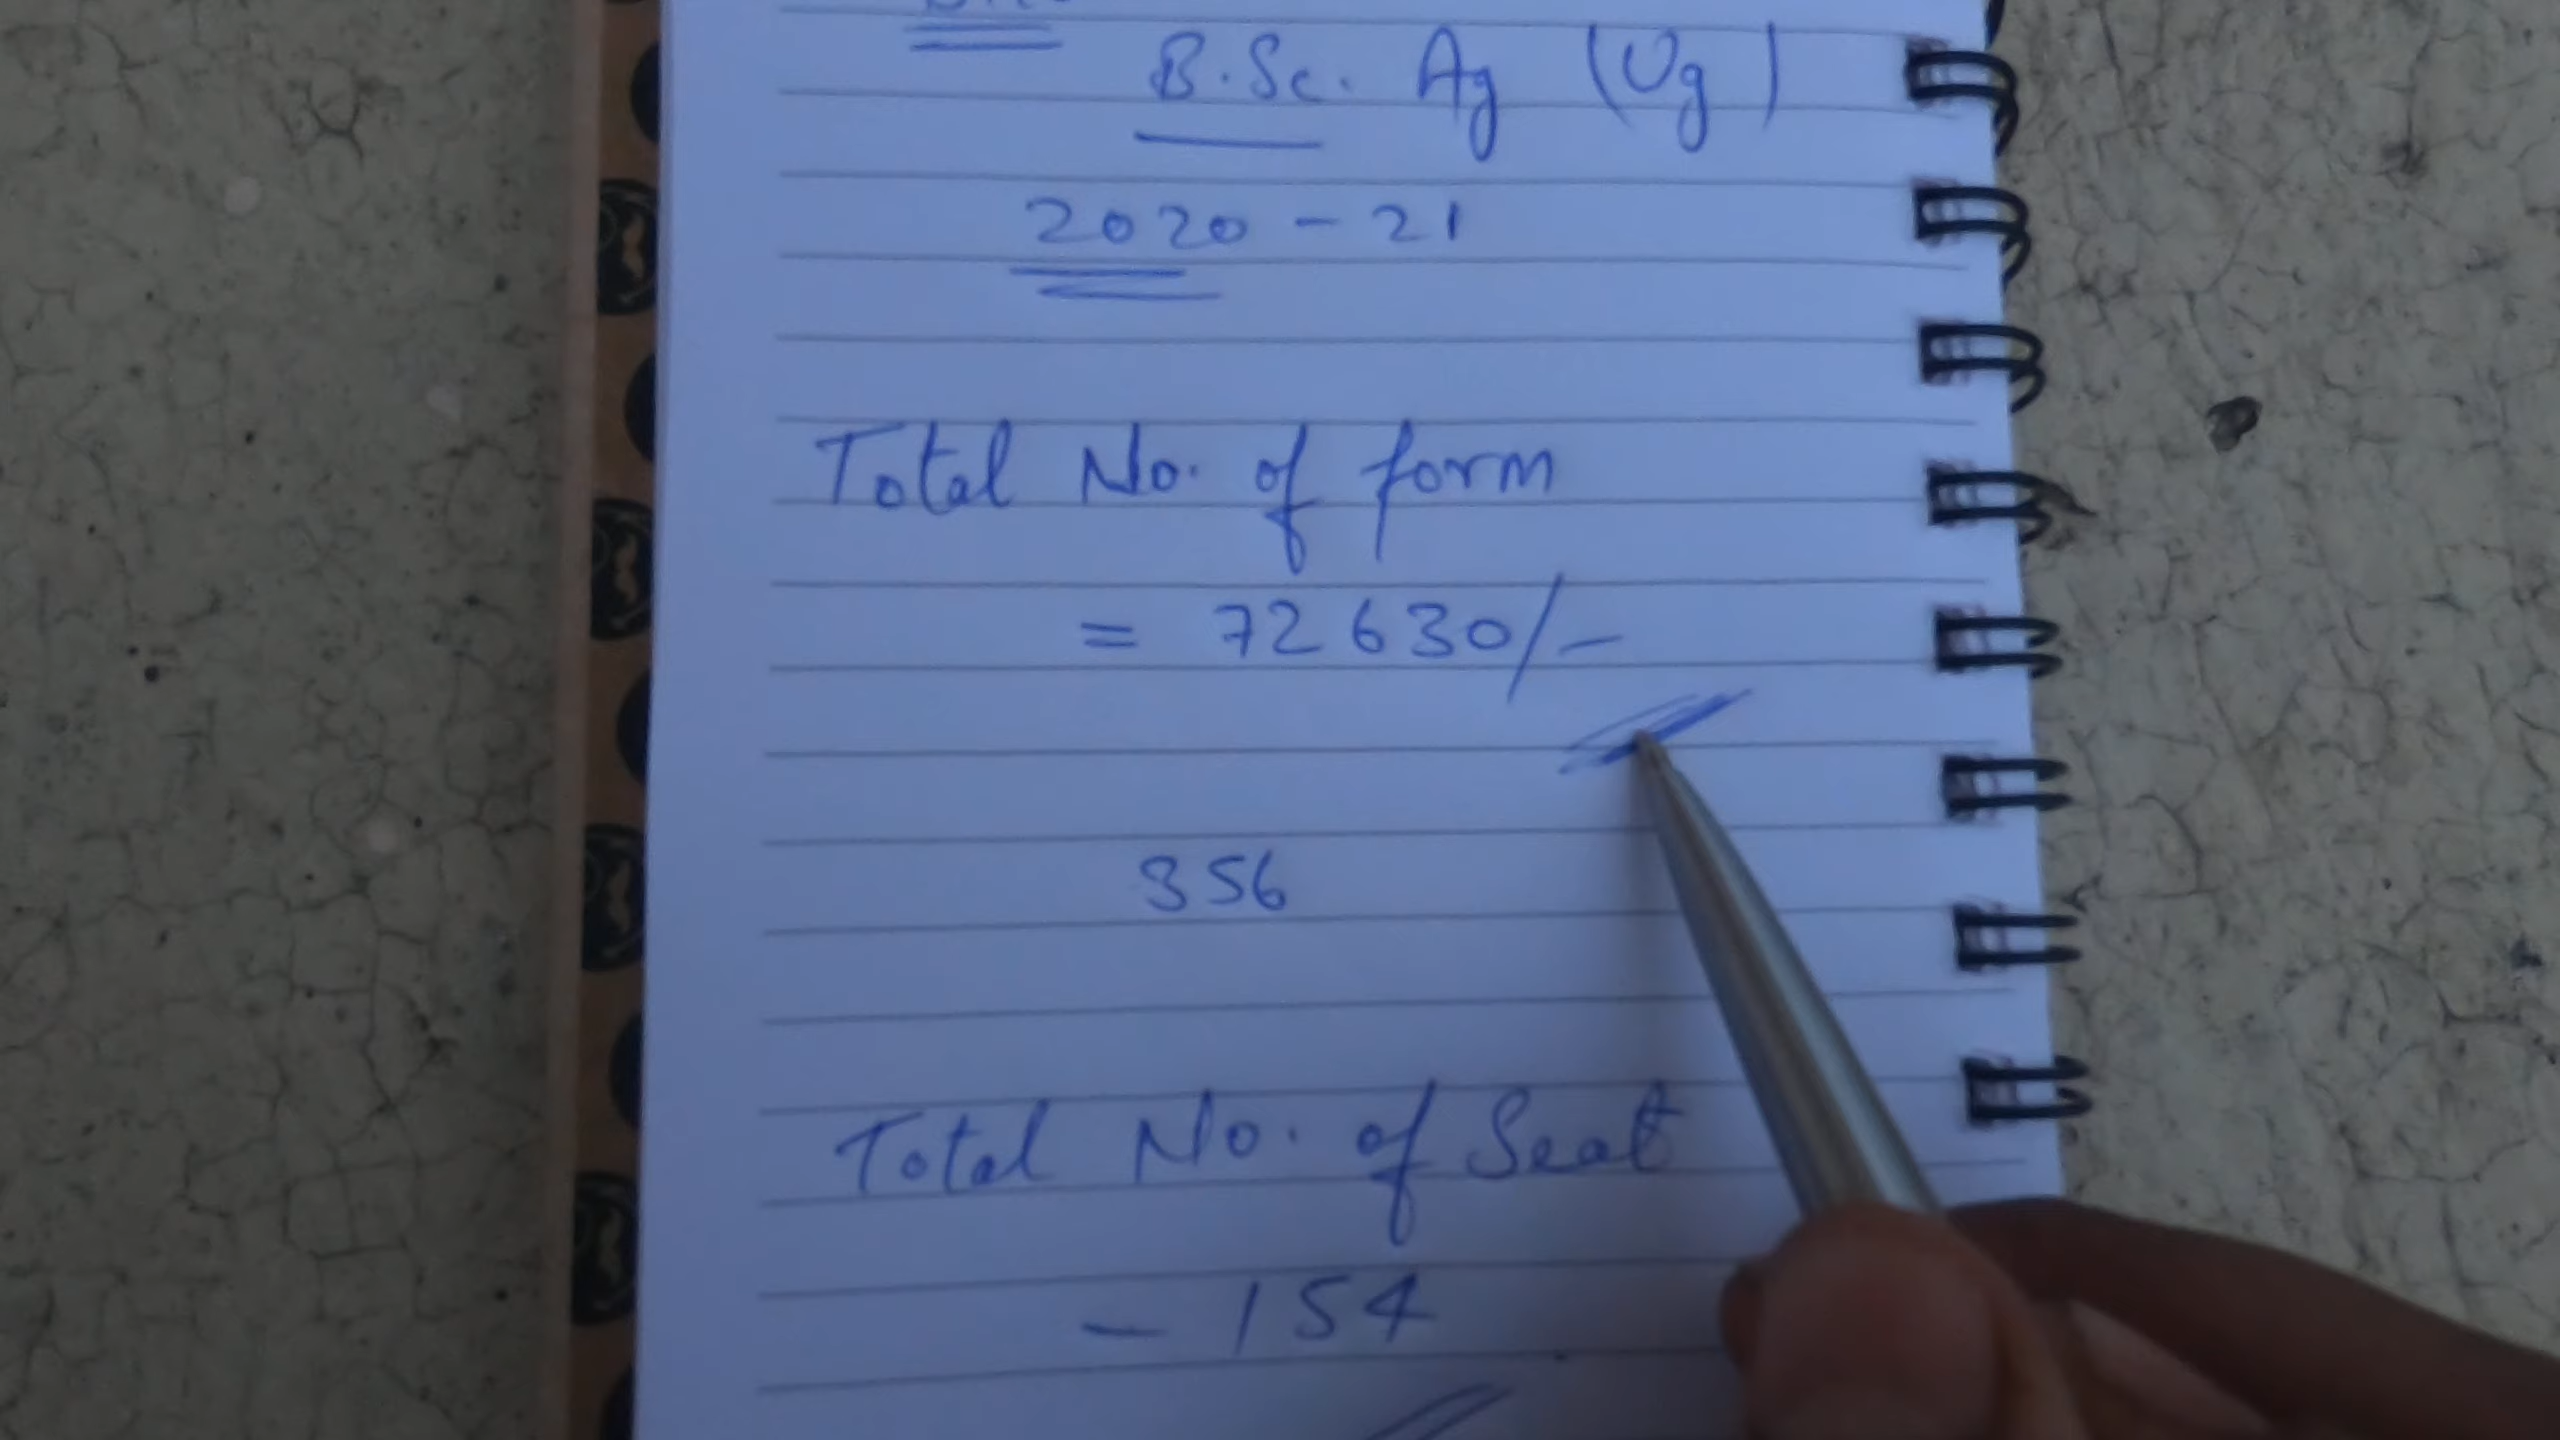 B.Sc. Ag (Ug)
2020 - 21
Total No. of form
= 72630/-
356
Total No. of Seat
- 154